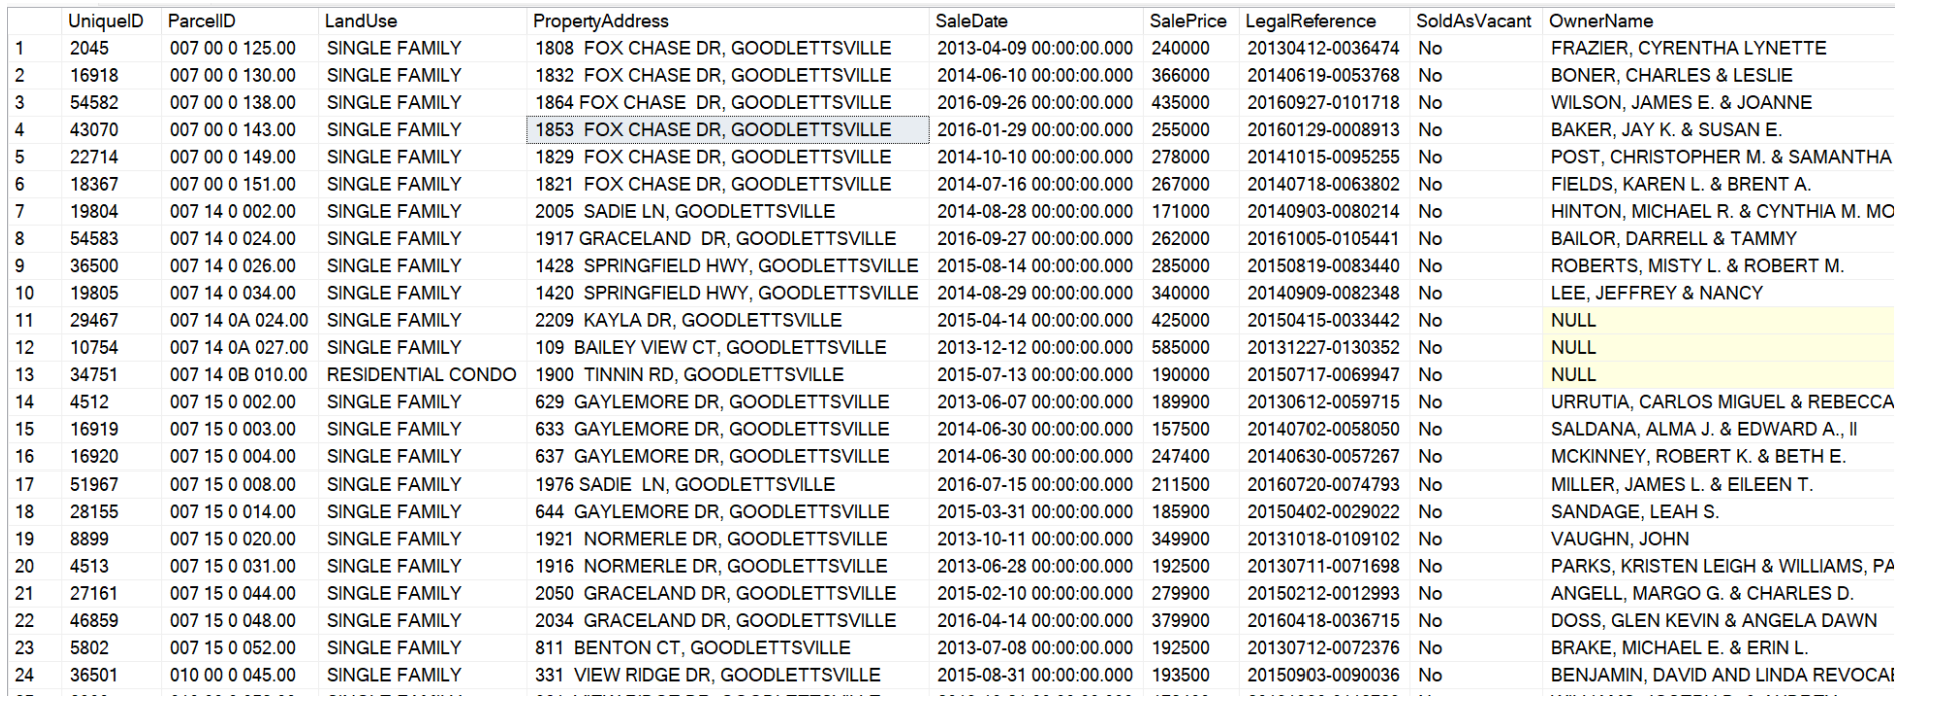 UniqueID ParcelID LandUse PropertyAddress SaleDate SalePrice LegalReference SoldAsVacant OwnerName
1 2045 007 00 0 125.00 SINGLE FAMILY 1808  FOX CHASE DR, GOODLETTSVILLE 2013-04-09 00:00:00.000 240000 20130412-0036474 No FRAZIER, CYRENTHA LYNETTE
2 16918 007 00 0 130.00 SINGLE FAMILY 1832  FOX CHASE DR, GOODLETTSVILLE 2014-06-10 00:00:00.000 366000 20140619-0053768 No BONER, CHARLES & LESLIE
3 54582 007 00 0 138.00 SINGLE FAMILY 1864 FOX CHASE  DR, GOODLETTSVILLE 2016-09-26 00:00:00.000 435000 20160927-0101718 No WILSON, JAMES E. & JOANNE
4 43070 007 00 0 143.00 SINGLE FAMILY 1853  FOX CHASE DR, GOODLETTSVILLE 2016-01-29 00:00:00.000 255000 20160129-0008913 No BAKER, JAY K. & SUSAN E.
5 22714 007 00 0 149.00 SINGLE FAMILY 1829  FOX CHASE DR, GOODLETTSVILLE 2014-10-10 00:00:00.000 278000 20141015-0095255 No POST, CHRISTOPHER M. & SAMANTHA
6 18367 007 00 0 151.00 SINGLE FAMILY 1821  FOX CHASE DR, GOODLETTSVILLE 2014-07-16 00:00:00.000 267000 20140718-0063802 No FIELDS, KAREN L. & BRENT A.
7 19804 007 14 0 002.00 SINGLE FAMILY 2005  SADIE LN, GOODLETTSVILLE 2014-08-28 00:00:00.000 171000 20140903-0080214 No HINTON, MICHAEL R. & CYNTHIA M. MO
8 54583 007 14 0 024.00 SINGLE FAMILY 1917 GRACELAND  DR, GOODLETTSVILLE 2016-09-27 00:00:00.000 262000 20161005-0105441 No BAILOR, DARRELL & TAMMY
9 36500 007 14 0 026.00 SINGLE FAMILY 1428  SPRINGFIELD HWY, GOODLETTSVILLE 2015-08-14 00:00:00.000 285000 20150819-0083440 No ROBERTS, MISTY L. & ROBERT M.
10 19805 007 14 0 034.00 SINGLE FAMILY 1420  SPRINGFIELD HWY, GOODLETTSVILLE 2014-08-29 00:00:00.000 340000 20140909-0082348 No LEE, JEFFREY & NANCY
11 29467 007 14 0A 024.00 SINGLE FAMILY 2209  KAYLA DR, GOODLETTSVILLE 2015-04-14 00:00:00.000 425000 20150415-0033442 No NULL
12 10754 007 14 0A 027.00 SINGLE FAMILY 109  BAILEY VIEW CT, GOODLETTSVILLE 2013-12-12 00:00:00.000 585000 20131227-0130352 No NULL
13 34751 007 14 0B 010.00 RESIDENTIAL CONDO 1900  TINNIN RD, GOODLETTSVILLE 2015-07-13 00:00:00.000 190000 20150717-0069947 No NULL
14 4512 007 15 0 002.00 SINGLE FAMILY 629  GAYLEMORE DR, GOODLETTSVILLE 2013-06-07 00:00:00.000 189900 20130612-0059715 No URRUTIA, CARLOS MIGUEL & REBECCA
15 16919 007 15 0 003.00 SINGLE FAMILY 633  GAYLEMORE DR, GOODLETTSVILLE 2014-06-30 00:00:00.000 157500 20140702-0058050 No SALDANA, ALMA J. & EDWARD A., II
16 16920 007 15 0 004.00 SINGLE FAMILY 637  GAYLEMORE DR, GOODLETTSVILLE 2014-06-30 00:00:00.000 247400 20140630-0057267 No MCKINNEY, ROBERT K. & BETH E.
17 51967 007 15 0 008.00 SINGLE FAMILY 1976 SADIE  LN, GOODLETTSVILLE 2016-07-15 00:00:00.000 211500 20160720-0074793 No MILLER, JAMES L. & EILEEN T.
18 28155 007 15 0 014.00 SINGLE FAMILY 644  GAYLEMORE DR, GOODLETTSVILLE 2015-03-31 00:00:00.000 185900 20150402-0029022 No SANDAGE, LEAH S.
19 8899 007 15 0 020.00 SINGLE FAMILY 1921  NORMERLE DR, GOODLETTSVILLE 2013-10-11 00:00:00.000 349900 20131018-0109102 No VAUGHN, JOHN
20 4513 007 15 0 031.00 SINGLE FAMILY 1916  NORMERLE DR, GOODLETTSVILLE 2013-06-28 00:00:00.000 192500 20130711-0071698 No PARKS, KRISTEN LEIGH & WILLIAMS, PA
21 27161 007 15 0 044.00 SINGLE FAMILY 2050  GRACELAND DR, GOODLETTSVILLE 2015-02-10 00:00:00.000 279900 20150212-0012993 No ANGELL, MARGO G. & CHARLES D.
22 46859 007 15 0 048.00 SINGLE FAMILY 2034  GRACELAND DR, GOODLETTSVILLE 2016-04-14 00:00:00.000 379900 20160418-0036715 No DOSS, GLEN KEVIN & ANGELA DAWN
23 5802 007 15 0 052.00 SINGLE FAMILY 811  BENTON CT, GOODLETTSVILLE 2013-07-08 00:00:00.000 192500 20130712-0072376 No BRAKE, MICHAEL E. & ERIN L.
24 36501 010 00 0 045.00 SINGLE FAMILY 331  VIEW RIDGE DR, GOODLETTSVILLE 2015-08-31 00:00:00.000 193500 20150903-0090036 No BENJAMIN, DAVID AND LINDA REVOCA